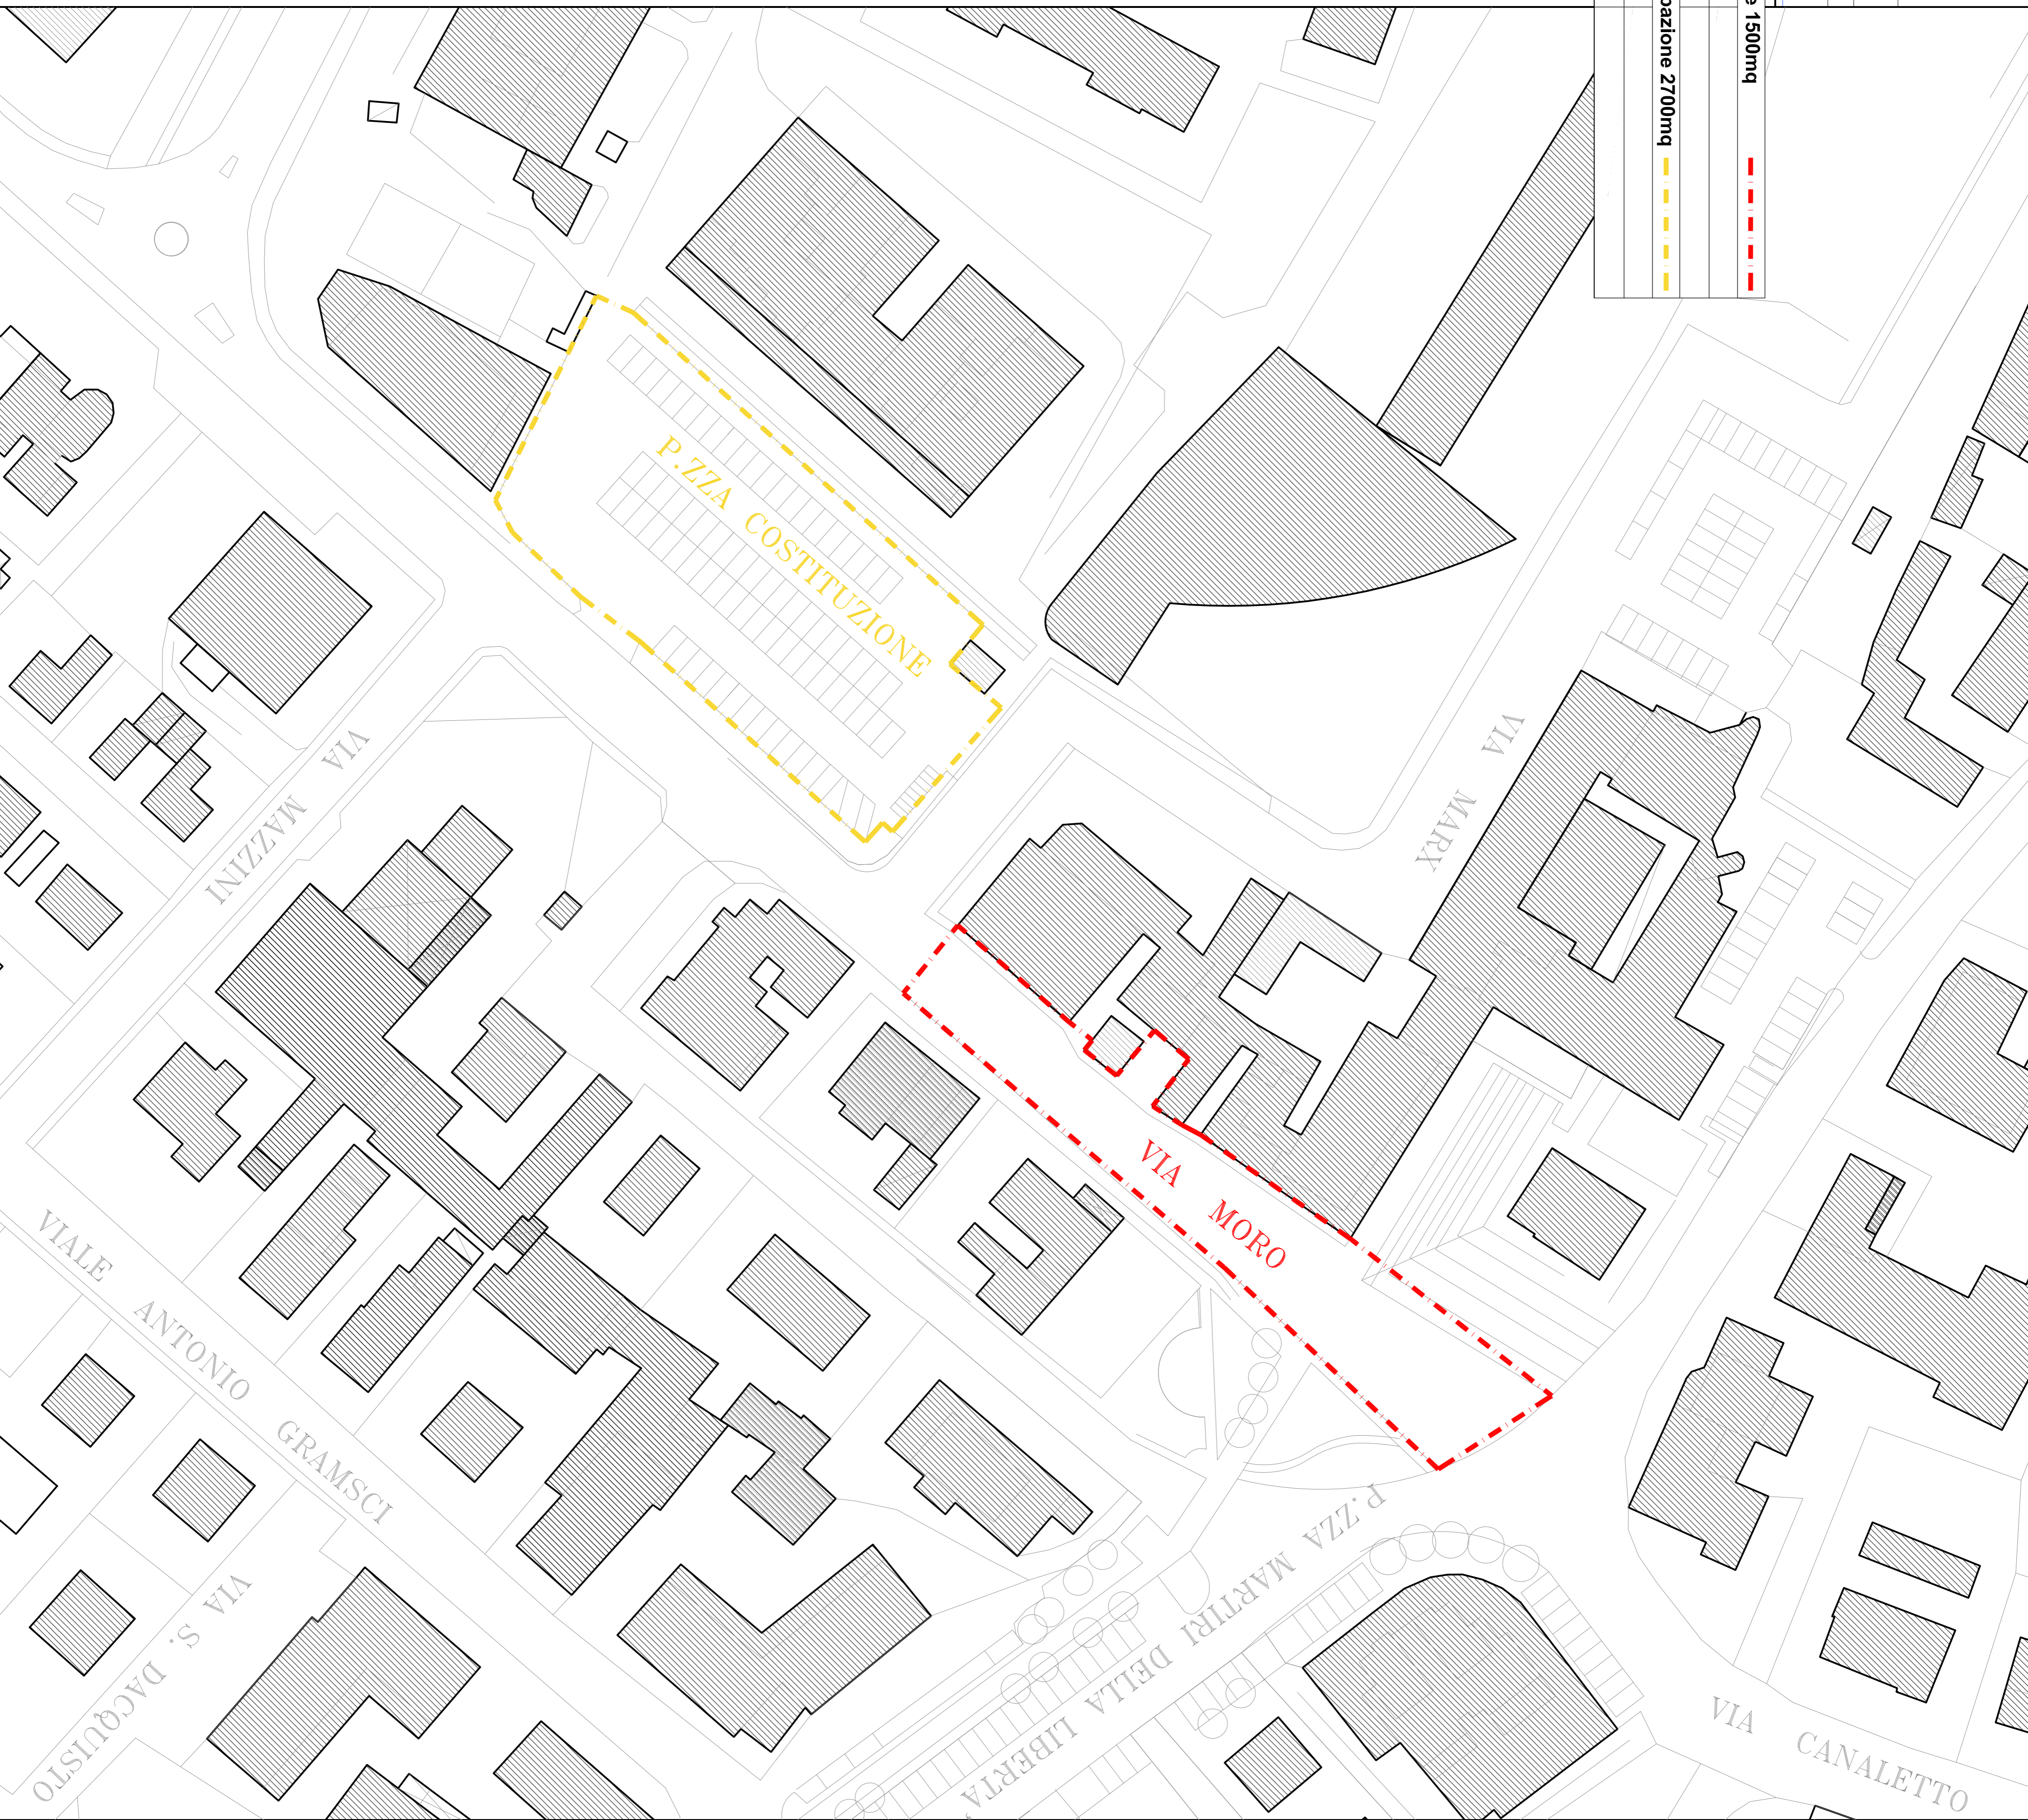 e 1500mq
pazione 2700mq
P.ZZA COSTITUZIONE
VIA MARX
VIA MAZZINI
VIA MORO
VIALE ANTONIO GRAMSCI
P.ZZA MARTIRI DELLA LIBERTA'
VIA S. DACQUISTO
VIA CANALETTO